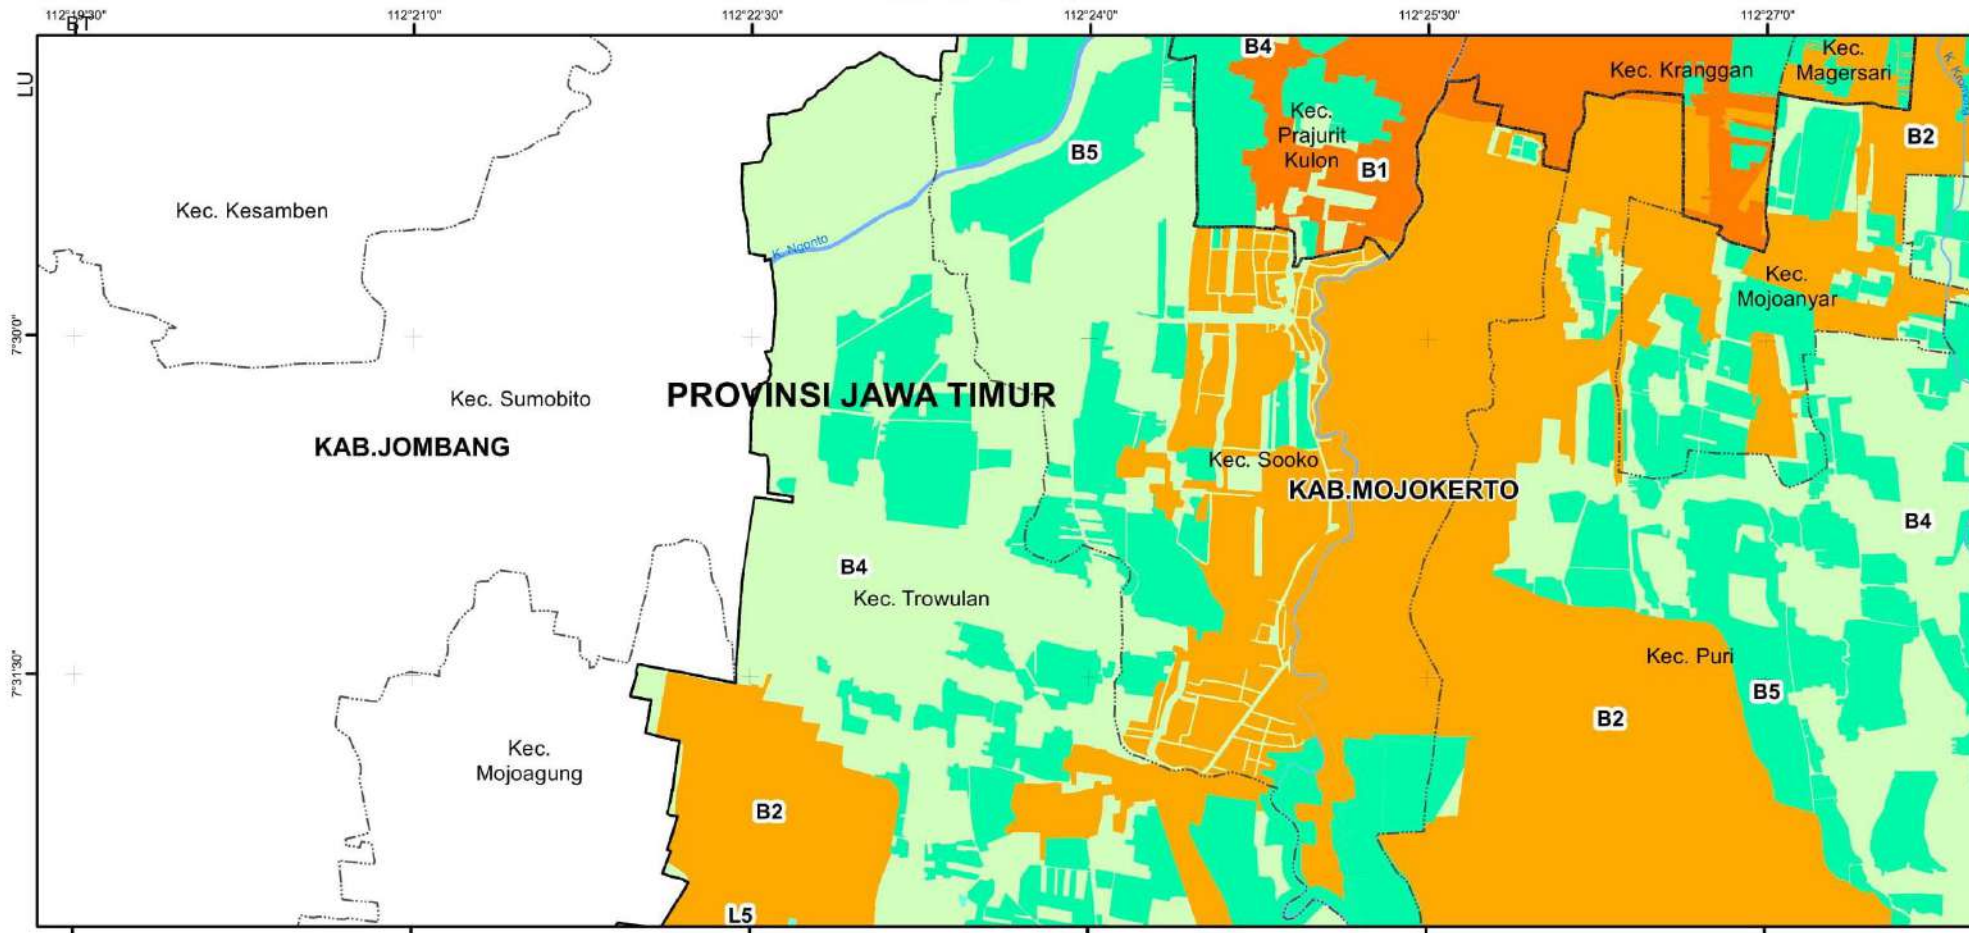 112°19'30"
BT
112°21'0"
112°22'30"
112°24'0"
112°25'30"
112°27'0"
LU
B4
Kec. Kranggan
Kec.
Magersari
Kec.
Prajurit
Kulon
B5
B1
B2
Kec. Kesamben
K. Ngonto
Kec.
Mojoanyar
7°30'0"
Kec. Sumobito
PROVINSI JAWA TIMUR
KAB.JOMBANG
Kec. Sooko
KAB.MOJOKERTO
B4
B4
Kec. Trowulan
Kec. Puri
7°31'30"
B5
B2
Kec.
Mojoagung
B2
L5